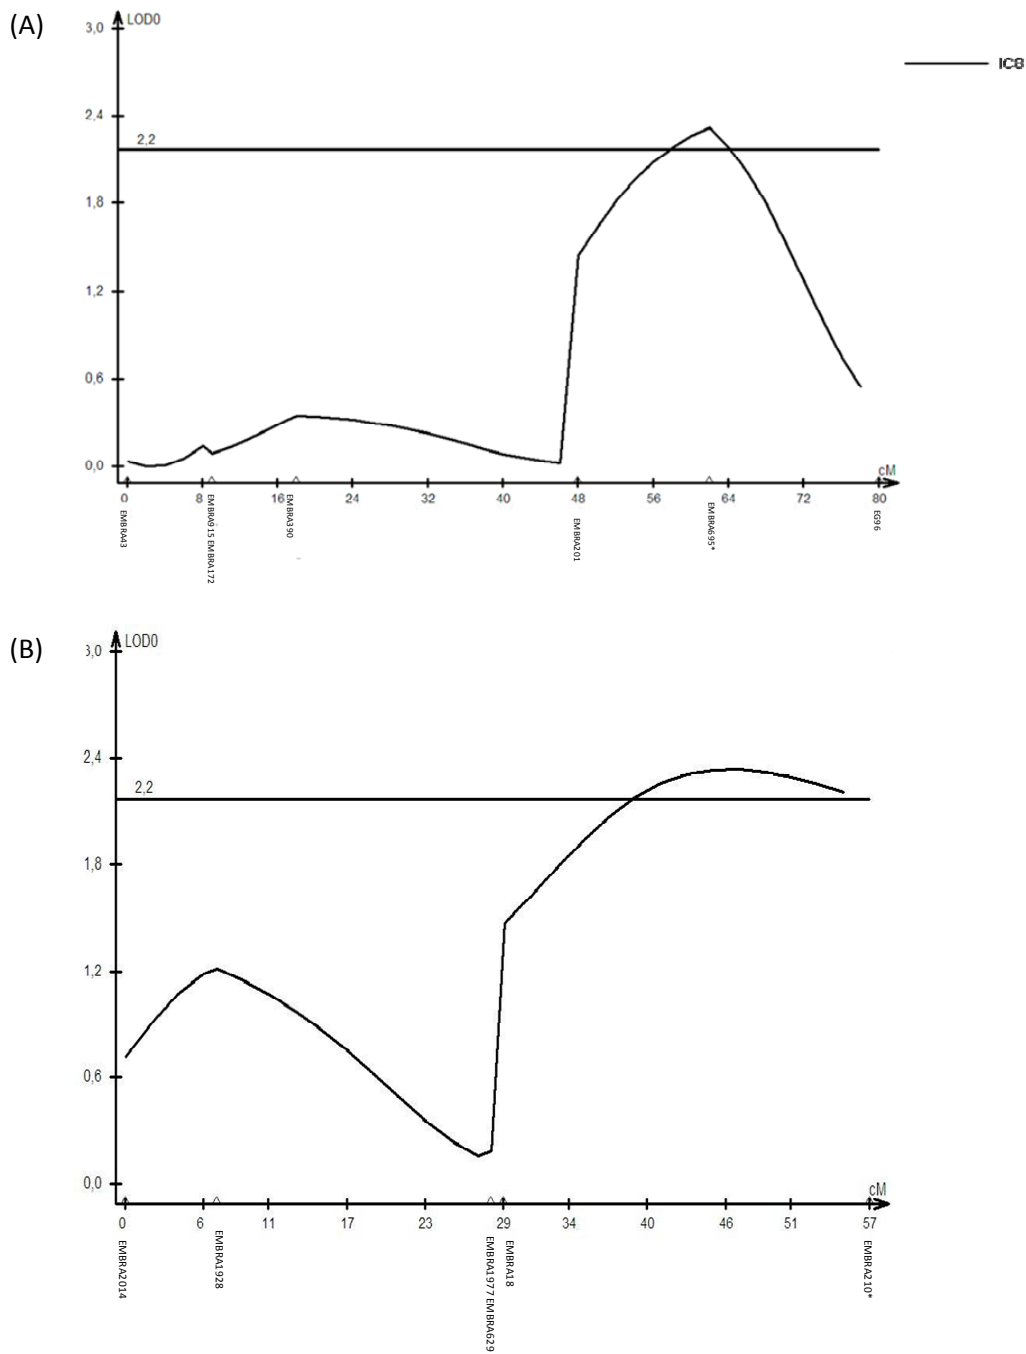 (A)
LOD0
3,0
IC8
2,4
2,2
1,8
1,2
0,6
0,0
cM
0 8 16 24 32 40 48 56 64 72 80
EMBRA43
EMBRA915 EMBRA172
EMBRA390
EMBRA201
EMBRA695*
EG96
(B)
LOD0
3,0
2,4
2,2
1,8
1,2
0,6
0,0
cM
0 6 11 17 23 29 34 40 46 51 57
EMBRA2014
EMBRA1928
EMBRA1977 EMBRA629
EMBRA18
EMBRA210*